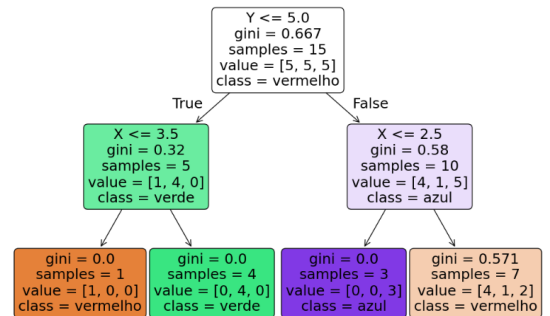 Y <= 5.0
gini = 0.667
samples = 15
value = [5, 5, 5]
class = vermelho
True
False
X <= 3.5
gini = 0.32
samples = 5
value = [1, 4, 0]
class = verde
X <= 2.5
gini = 0.58
samples = 10
value = [4, 1, 5]
class = azul
gini = 0.0
samples = 1
value = [1, 0, 0]
class = vermelho
gini = 0.0
samples = 4
value = [0, 4, 0]
class = verde
gini = 0.0
samples = 3
value = [0, 0, 3]
class = azul
gini = 0.571
samples = 7
value = [4, 1, 2]
class = vermelho